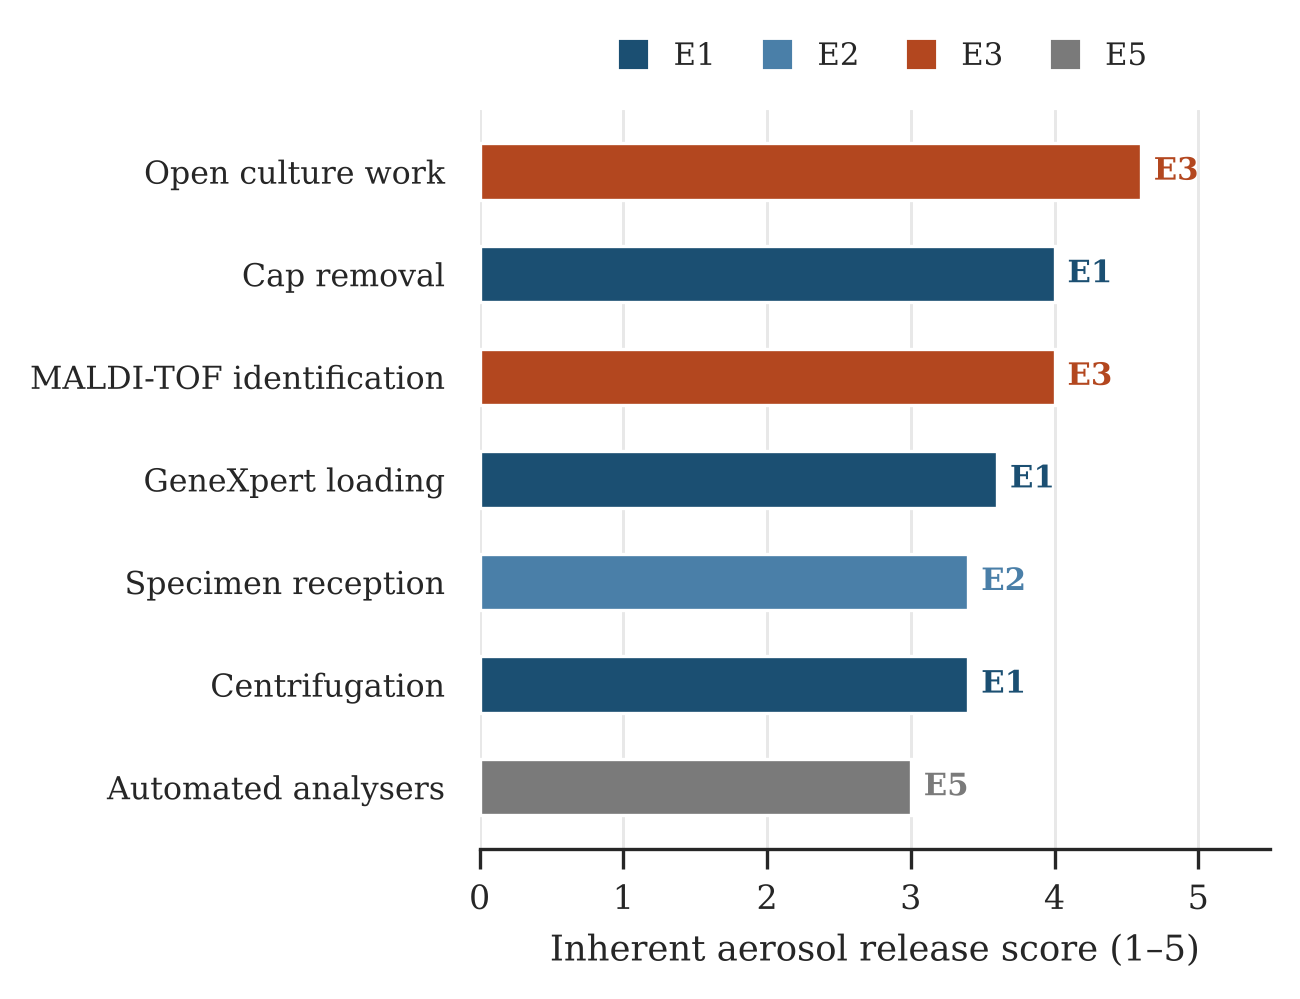 E1 E2 E3 E5
Open culture work E3
Cap removal E1
MALDI-TOF identification E3
GeneXpert loading E1
Specimen reception E2
Centrifugation E1
Automated analysers E5
0 1 2 3 4 5
Inherent aerosol release score (1–5)